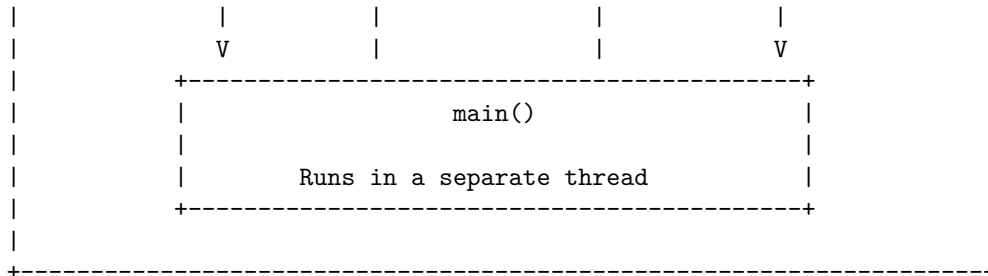 |              |          |               |            |
|              V          |               |            V
|           +--------------------------------------------+
|           |                   main()                   |
|           |                                            |
|           |        Runs in a separate thread           |
|           +--------------------------------------------+
|
+---------------------------------------------------------------------